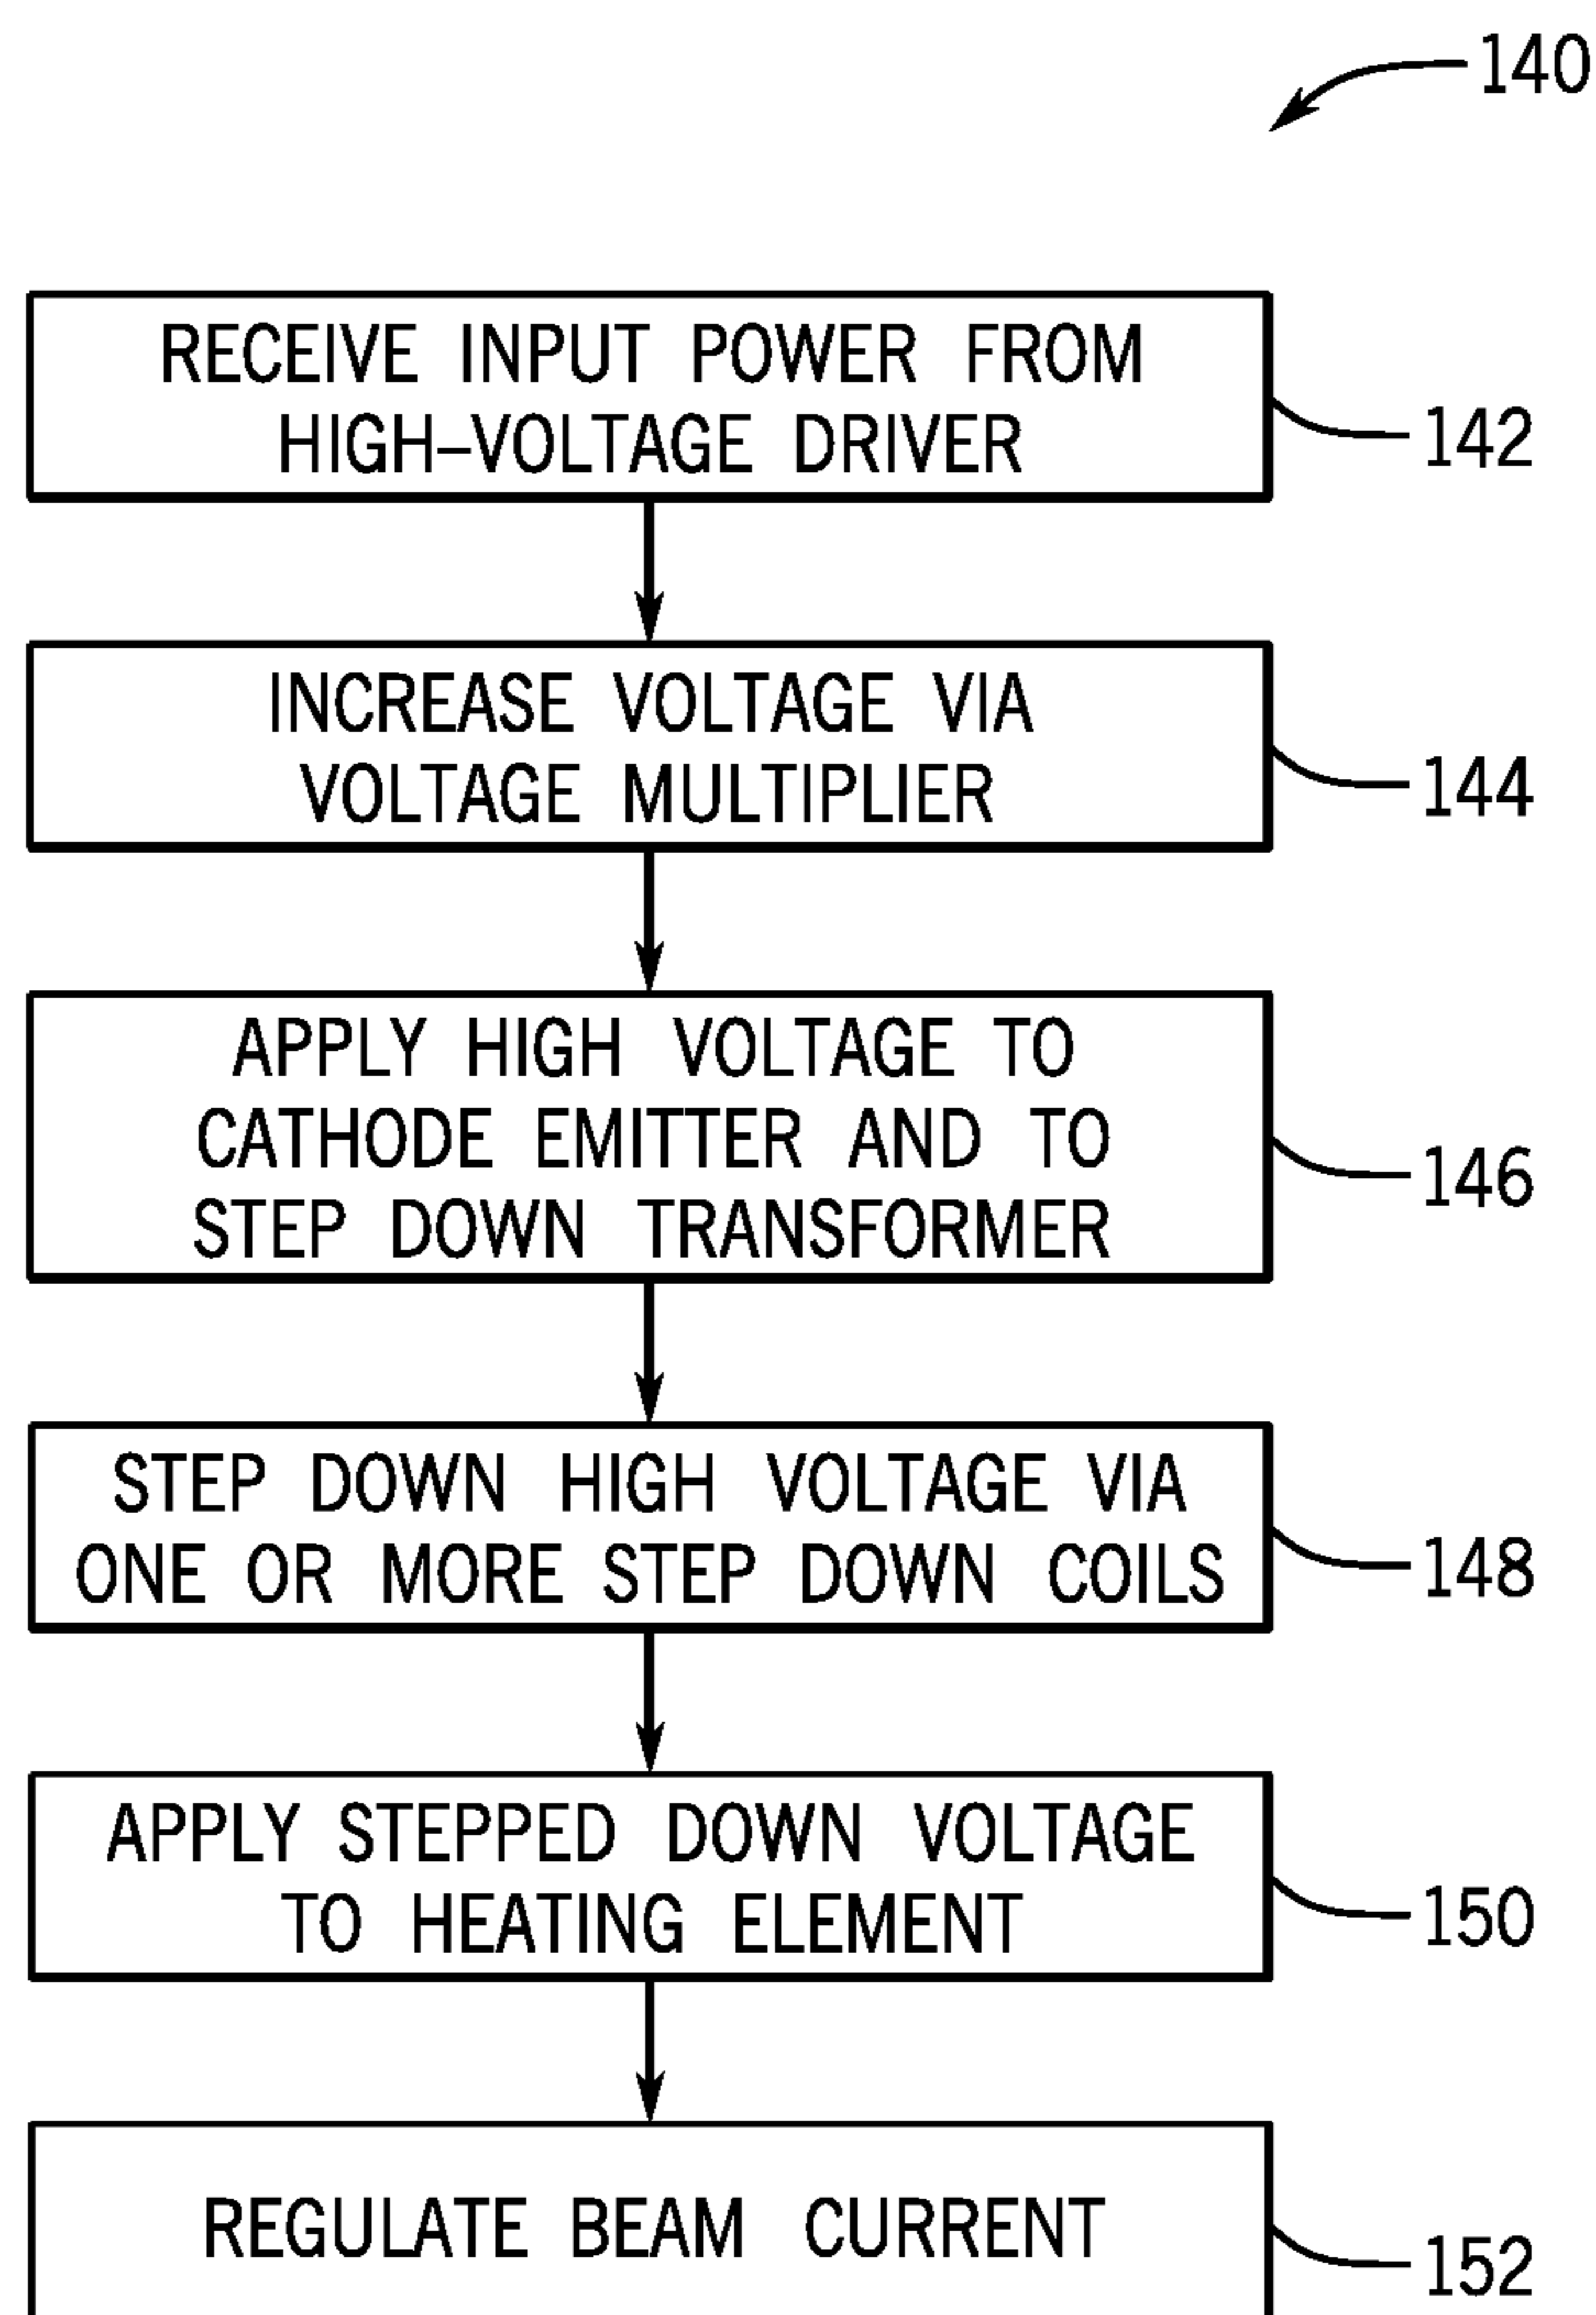 140
RECEIVE INPUT POWER FROM
HIGH-VOLTAGE DRIVER
142
INCREASE VOLTAGE VIA
VOLTAGE MULTIPLIER
144
APPLY HIGH VOLTAGE TO
CATHODE EMITTER AND TO
STEP DOWN TRANSFORMER
146
STEP DOWN HIGH VOLTAGE VIA
ONE OR MORE STEP DOWN COILS
148
APPLY STEPPED DOWN VOLTAGE
TO HEATING ELEMENT
150
REGULATE BEAM CURRENT
152